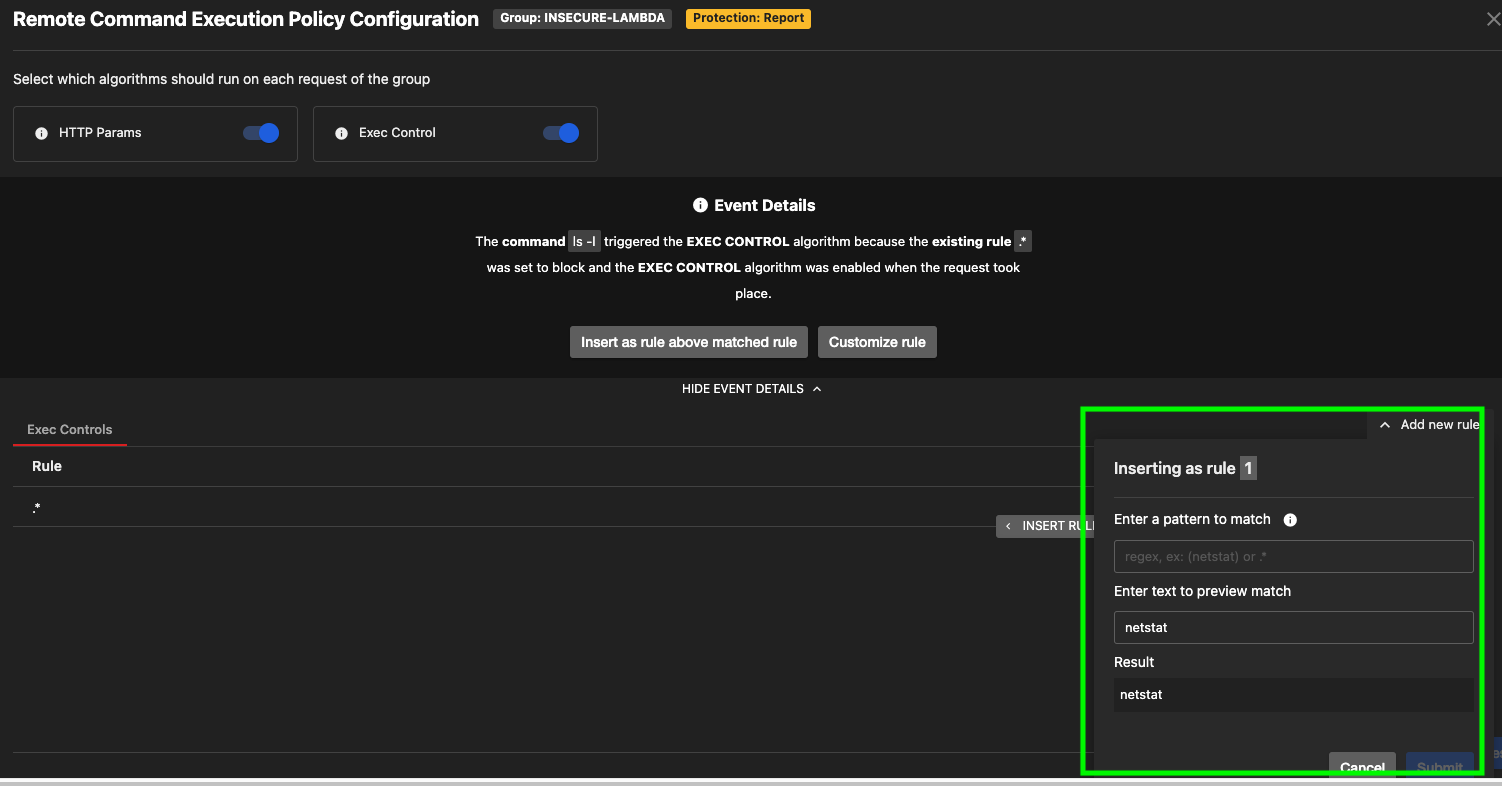 Remote Command Execution Policy Configuration Group: INSECURE-LAMBDA Protection: Report
Select which algorithms should run on each request of the group
HTTP Params
Exec Control
Event Details
The command ls -l triggered the EXEC CONTROL algorithm because the existing rule .*
was set to block and the EXEC CONTROL algorithm was enabled when the request took
place.
Insert as rule above matched rule
Customize rule
HIDE EVENT DETAILS
Exec Controls
Rule
.*
INSERT RULE
Add new rule
Inserting as rule 1
Enter a pattern to match
regex, ex: (netstat) or .*
Enter text to preview match
netstat
Result
netstat
Cancel
Submit